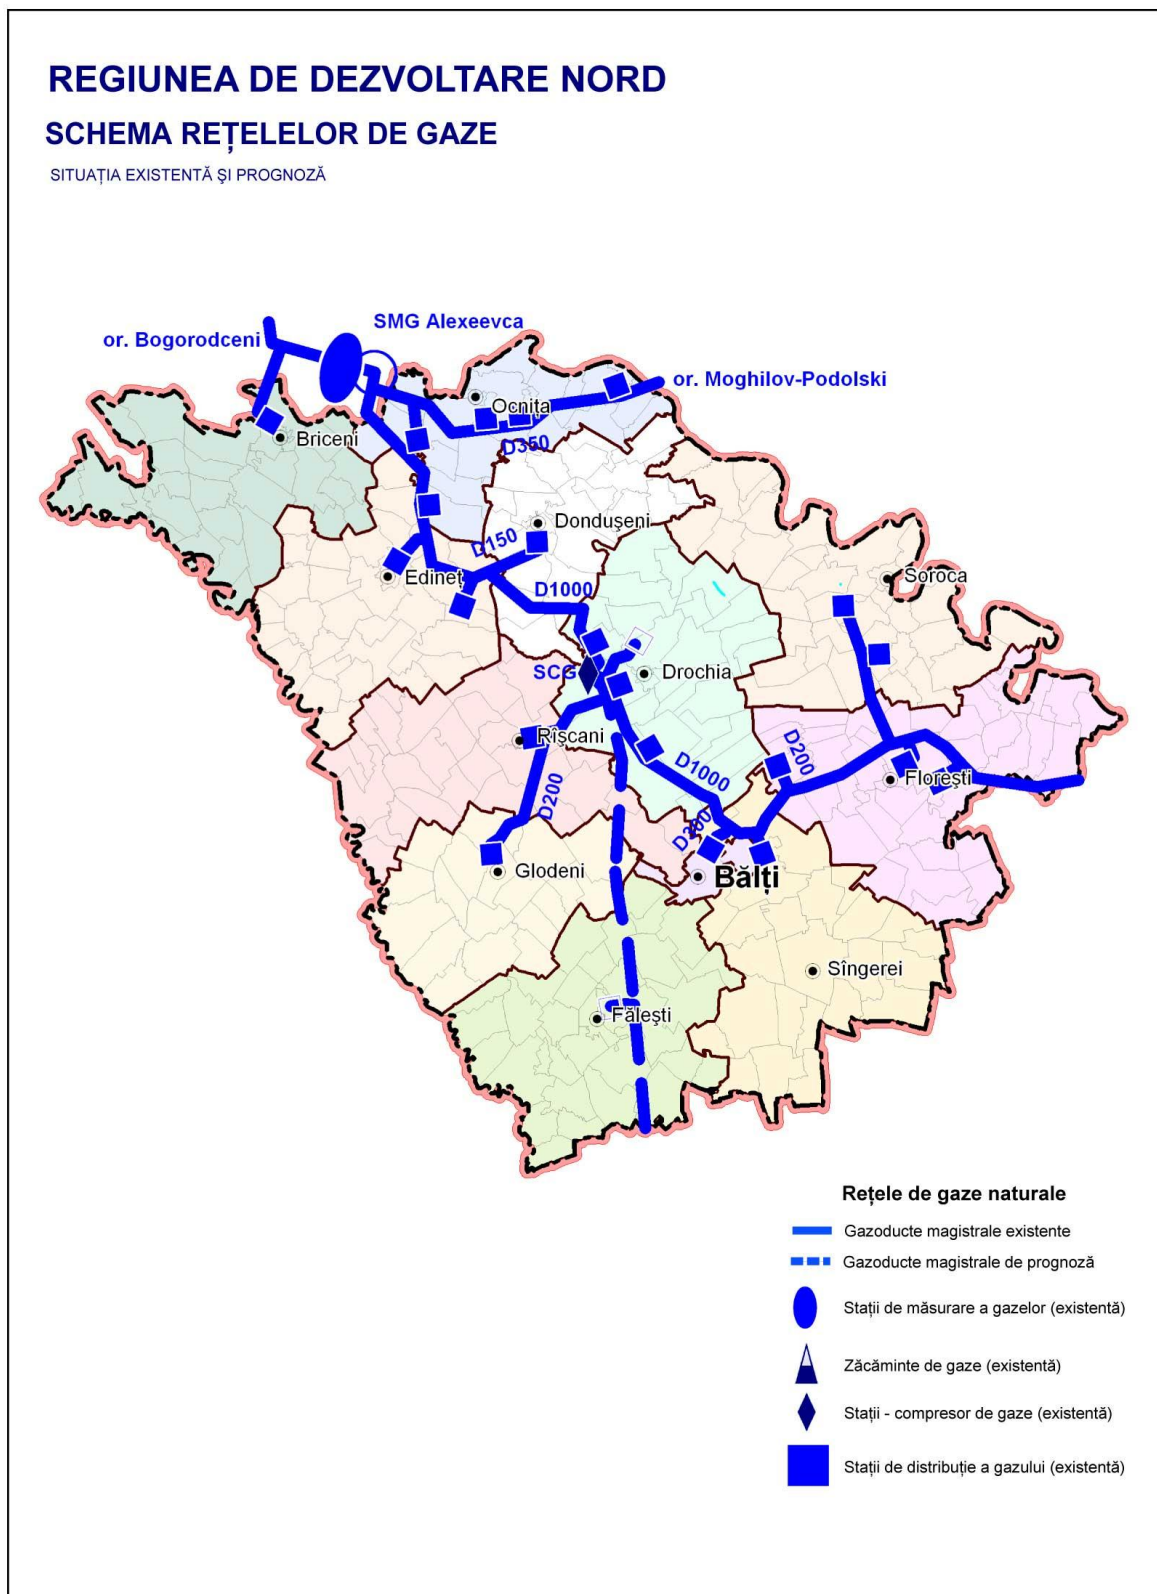 REGIUNEA DE DEZVOLTARE NORD
SCHEMA REȚELELOR DE GAZE
SITUAȚIA EXISTENTĂ ŞI PROGNOZĂ
SMG Alexeevca
or. Bogorodceni
or. Moghilov-Podolski
Ocnița
Briceni
D350
Dondușeni
D150
Edineț
Soroca
D1000
SCG
Drochia
Rîşcani
D200
D1000
Floreşti
D200
D300
Glodeni
Bălți
Sîngerei
Făleşti
Rețele de gaze naturale
Gazoducte magistrale existente
Gazoducte magistrale de prognoză
Stații de măsurare a gazelor (existentă)
Zăcăminte de gaze (existentă)
Stații - compresor de gaze (existentă)
Stații de distribuție a gazului (existentă)